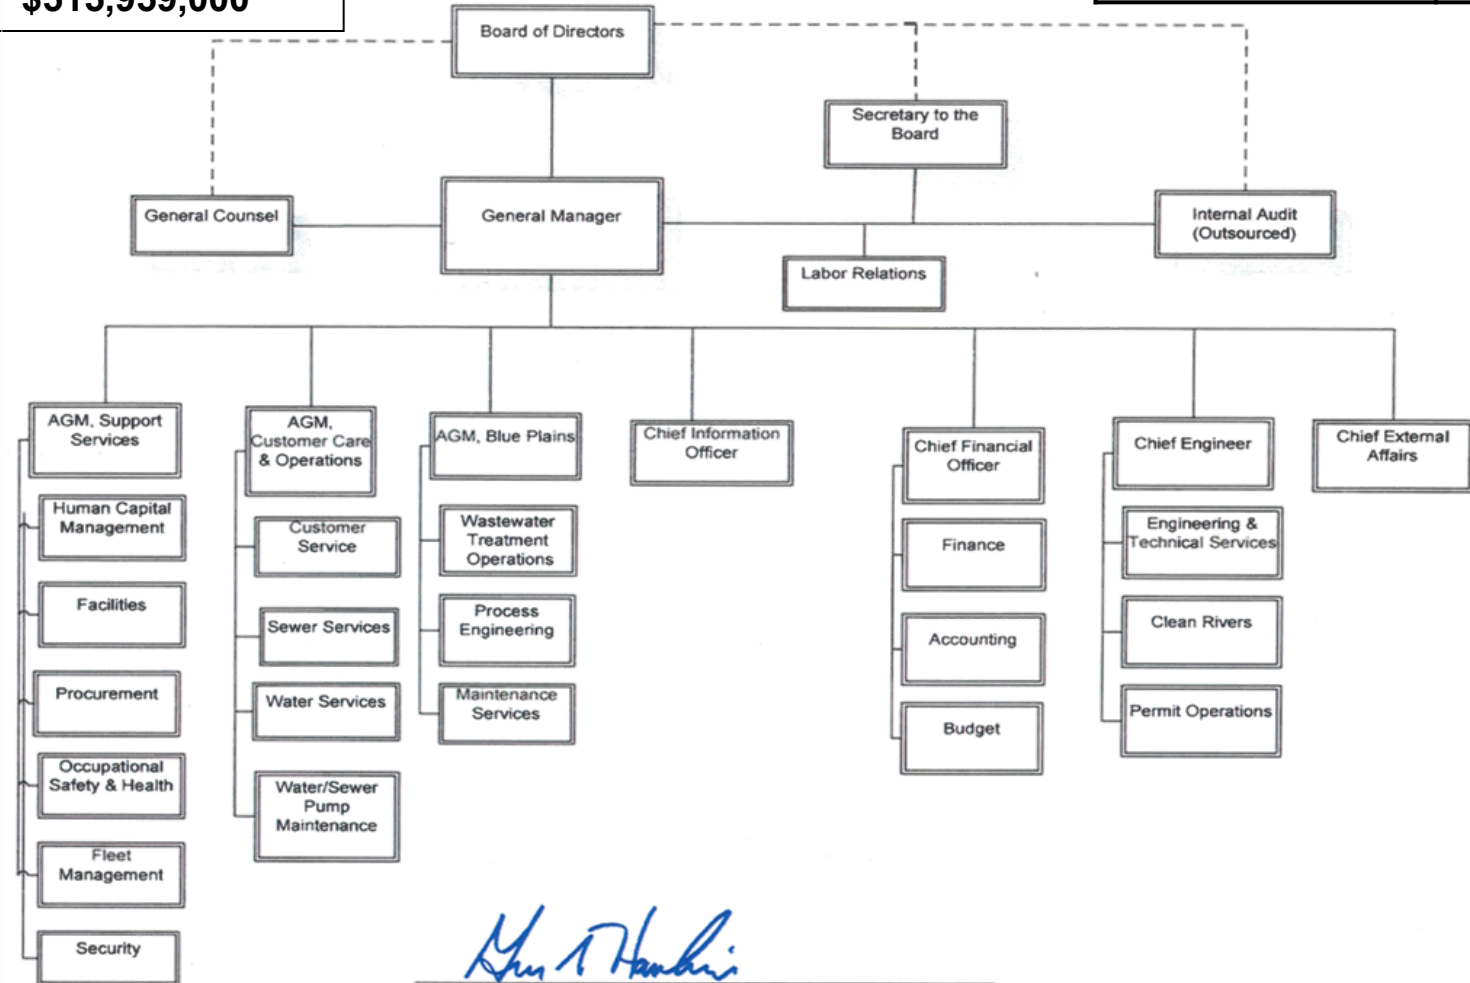 $515,959,000
Board of Directors
Secretary to the
Board
General Counsel
General Manager
Internal Audit
(Outsourced)
Labor Relations
AGM, Support
Services
AGM,
Customer Care
& Operations
AGM, Blue Plains
Chief Information
Officer
Chief Financial
Officer
Chief Engineer
Chief External
Affairs
Human Capital
Management
Facilities
Procurement
Occupational
Safety & Health
Fleet
Management
Security
Customer
Service
Sewer Services
Water Services
Water/Sewer
Pump
Maintenance
Wastewater
Treatment
Operations
Process
Engineering
Maintenance
Services
Finance
Accounting
Budget
Engineering &
Technical Services
Clean Rivers
Permit Operations